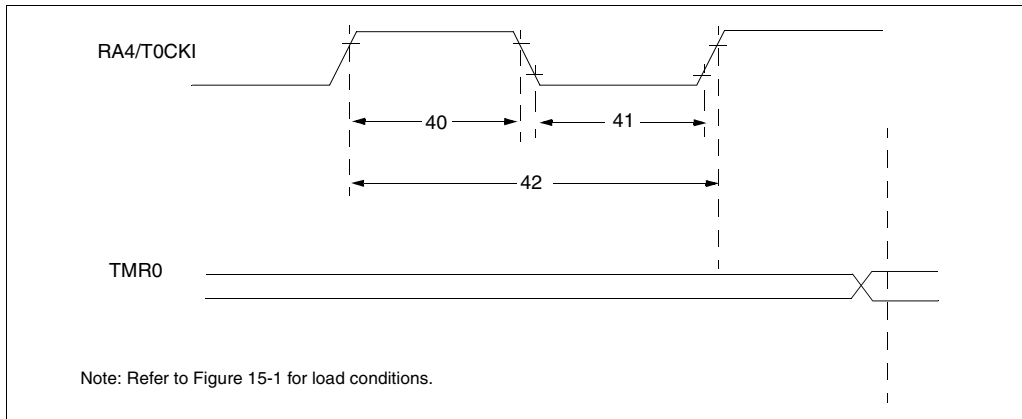 RA4/T0CKI
40
41
42
TMR0
Note: Refer to Figure 15-1 for load conditions.